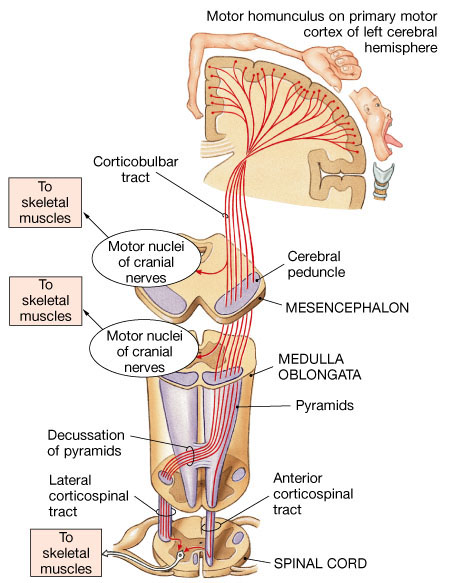 Motor homunculus on primary motor
cortex of left cerebral
hemisphere
Corticobulbar
tract
To
skeletal
muscles
Motor nuclei
of cranial
nerves
Cerebral
peduncle
MESENCEPHALON
To
skeletal
muscles
Motor nuclei
of cranial
nerves
MEDULLA
OBLONGATA
Pyramids
Decussation
of pyramids
Lateral
corticospinal
tract
Anterior
corticospinal
tract
To
skeletal
muscles
SPINAL CORD